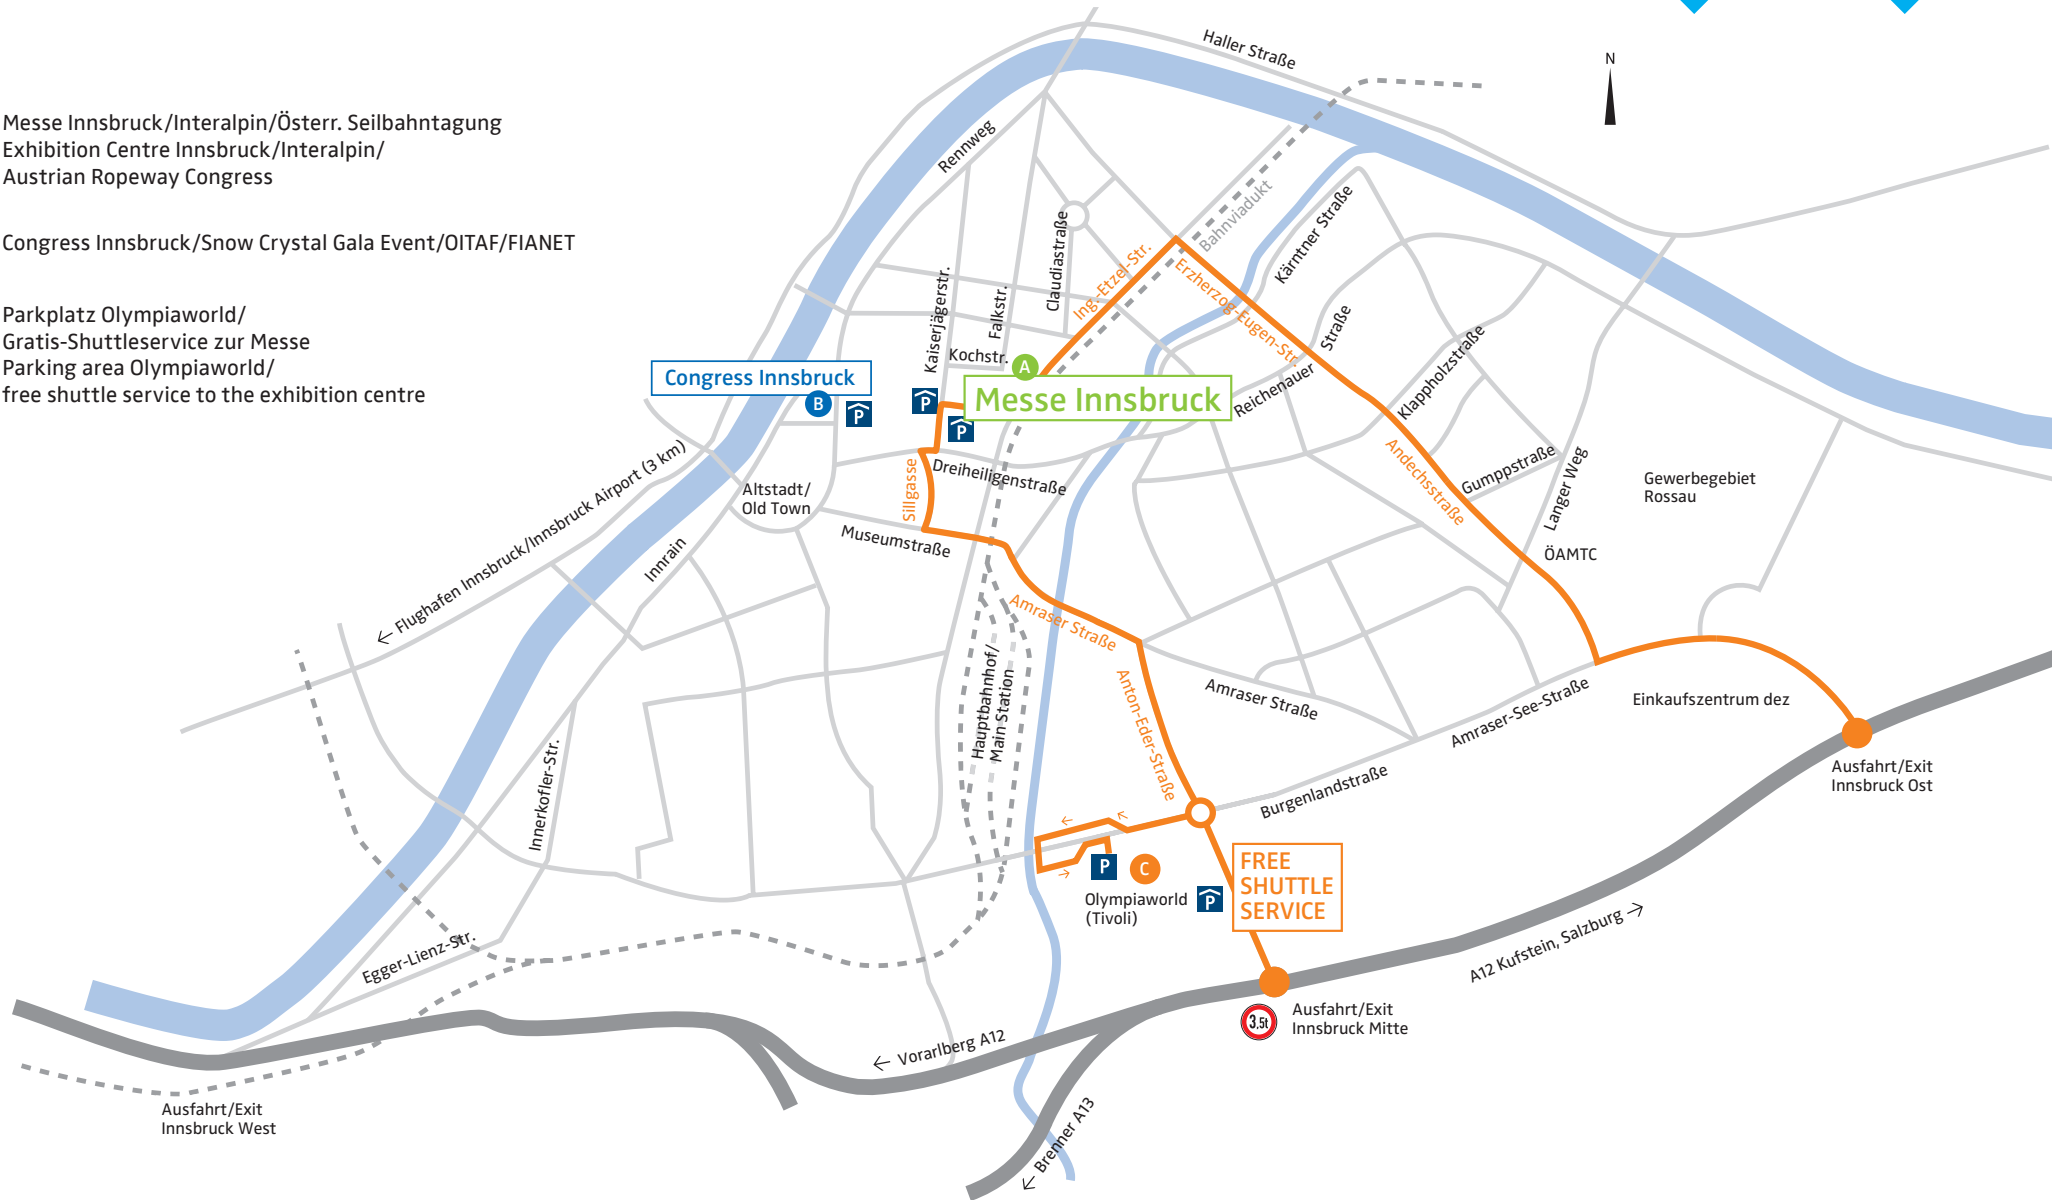 Messe Innsbruck/Interalpin/Österr. Seilbahntagung
Exhibition Centre Innsbruck/Interalpin/
Austrian Ropeway Congress
Congress Innsbruck/Snow Crystal Gala Event/OITAF/FIANET
Parkplatz Olympiaworld/
Gratis-Shuttleservice zur Messe
Parking area Olympiaworld/
free shuttle service to the exhibition centre
Haller Straße
N
Rennweg
Bahnviadukt
Kärntner Straße
Claudiastraße
Ing.-Etzel-Str.
Erzherzog-Eugen-Str.
Kaiserjägerstr.
Falkstr.
Kochstr.
A
Messe Innsbruck
Congress Innsbruck
B
P
P
P
Reichenauer
Straße
Klappholzstraße
Andechsstraße
Gumppstraße
Langer Weg
Gewerbegebiet
Rossau
ÖAMTC
Sillgasse
Dreiheiligenstraße
Altstadt/
Old Town
Museumstraße
← Flughafen Innsbruck/Innsbruck Airport (3 km)
Innrain
Amraser Straße
Hauptbahnhof/
Main Station
Anton-Eder-Straße
Amraser Straße
Amraser-See-Straße
Burgenlandstraße
Einkaufszentrum dez
Ausfahrt/Exit
Innsbruck Ost
Innerkofler-Str.
Egger-Lienz-Str.
P
C
Olympiaworld
(Tivoli)
P
FREE
SHUTTLE
SERVICE
A12 Kufstein, Salzburg →
3,5t
Ausfahrt/Exit
Innsbruck Mitte
← Vorarlberg A12
← Brenner A13
Ausfahrt/Exit
Innsbruck West